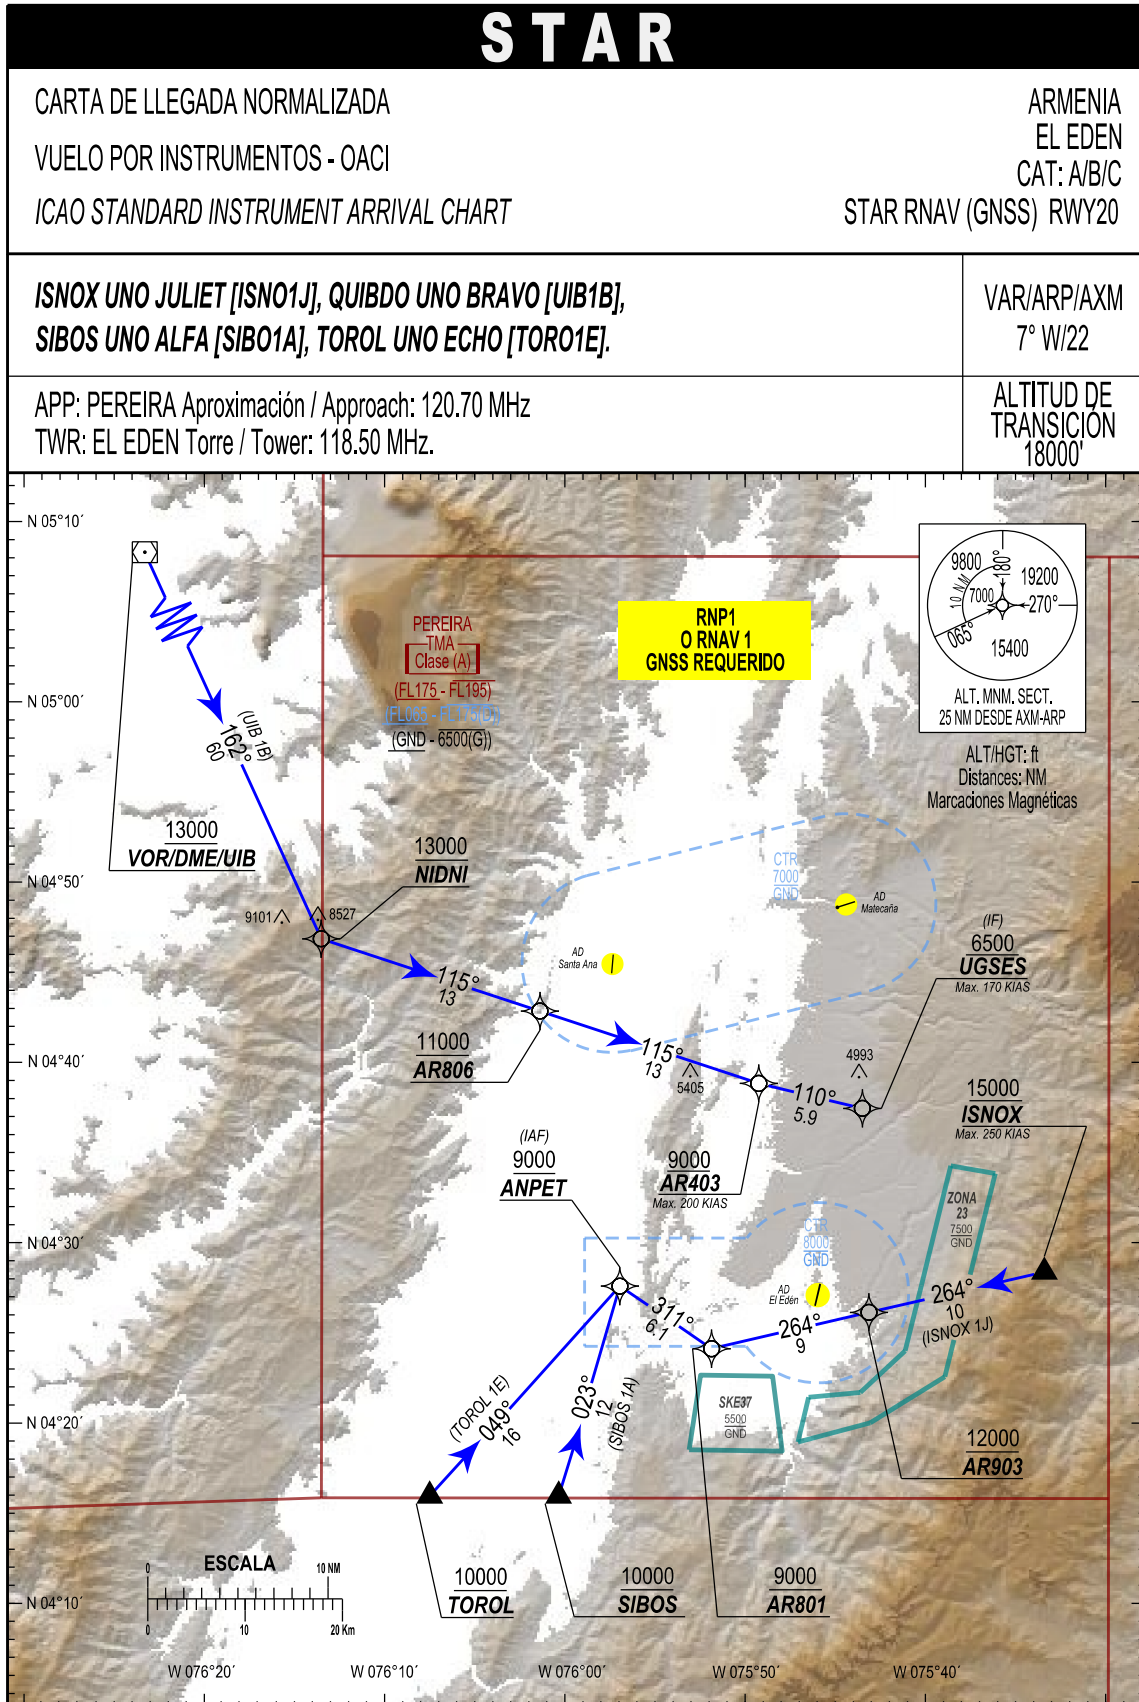 STAR
CARTA DE LLEGADA NORMALIZADA
VUELO POR INSTRUMENTOS - OACI
ICAO STANDARD INSTRUMENT ARRIVAL CHART
ARMENIA
EL EDEN
CAT: A/B/C
STAR RNAV (GNSS) RWY20
ISNOX UNO JULIET [ISNO1J], QUIBDO UNO BRAVO [UIB1B],
SIBOS UNO ALFA [SIBO1A], TOROL UNO ECHO [TORO1E].
VAR/ARP/AXM
7° W/22
APP: PEREIRA Aproximación / Approach: 120.70 MHz
TWR: EL EDEN Torre / Tower: 118.50 MHz.
ALTITUD DE
TRANSICIÓN
18000'
N 05°10´
N 05°00´
N 04°50´
N 04°40´
N 04°30´
N 04°20´
N 04°10´
PEREIRA
TMA
Clase (A)
(FL175 - FL195)
(FL065 - FL175(D))
(GND - 6500(G))
RNP1
O RNAV 1
GNSS REQUERIDO
9800
180°
19200
10 NM
7000
270°
065°
15400
ALT. MNM. SECT.
25 NM DESDE AXM-ARP
ALT/HGT: ft
Distances: NM
Marcaciones Magnéticas
(UIB 1B)
162°
60
13000
VOR/DME/UIB
13000
NIDNI
9101
8527
115°
13
11000
AR806
CTR
7000
GND
AD
Matecaña
AD
Santa Ana
(IF)
6500
UGSES
Max. 170 KIAS
115°
13
5405
4993
110°
5.9
15000
ISNOX
Max. 250 KIAS
(IAF)
9000
ANPET
9000
AR403
Max. 200 KIAS
ZONA
23
7500
GND
CTR
8000
GND
AD
El Edén
311°
6.1
264°
9
264°
10
(ISNOX 1J)
(TOROL 1E)
049°
16
023°
12
(SIBOS 1A)
SKE37
5500
GND
12000
AR903
10000
TOROL
10000
SIBOS
9000
AR801
ESCALA
0
10 NM
0
10
20 Km
W 076°20´
W 076°10´
W 076°00´
W 075°50´
W 075°40´